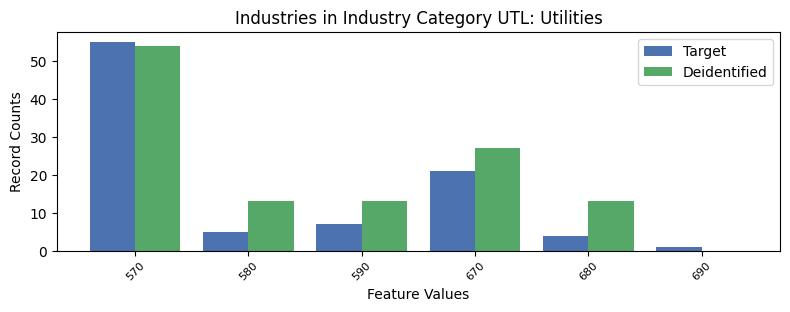 Industries in Industry Category UTL: Utilities
Record Counts
50
40
30
20
10
0
Target
Deidentified
570
580
590
670
680
690
Feature Values